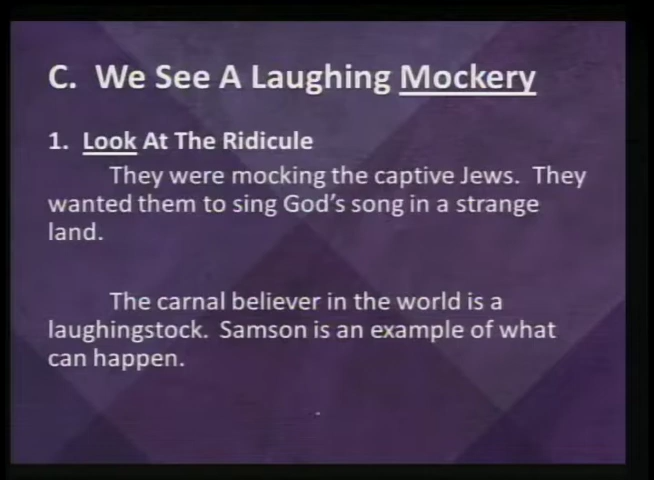 C. We See A Laughing Mockery
1. Look At The Ridicule
They were mocking the captive Jews. They
wanted them to sing God's song in a strange
land.
The carnal believer in the world is a
laughingstock. Samson is an example of what
can happen.